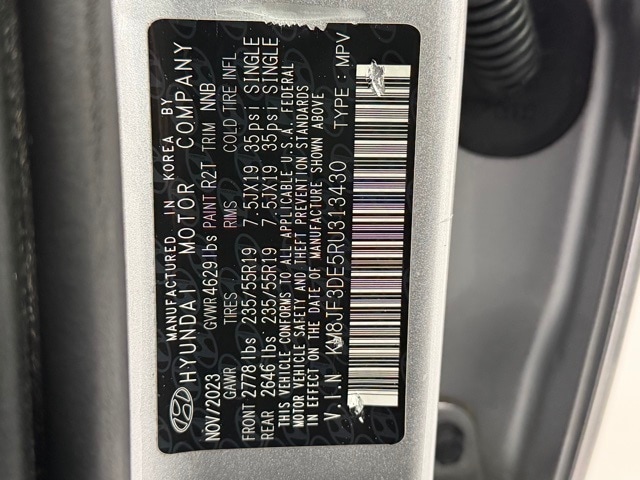 MANUFACTURED IN KOREA BY
HYUNDAI MOTOR COMPANY
NOV/2023 GVWR4629lbs PAINT R2T TRIM NNB
GAWR TIRES RIMS COLD TIRE INFL
FRONT 2778 lbs 235/55R19 7.5JX19 35psi SINGLE
REAR 2646 lbs 235/55R19 7.5JX19 35psi SINGLE
THIS VEHICLE CONFORMS TO ALL APPLICABLE U.S.A. FEDERAL
MOTOR VEHICLE SAFETY AND THEFT PREVENTION STANDARDS
IN EFFECT ON THE DATE OF MANUFACTURE SHOWN ABOVE
V.I.N KM8JF3DE5RU313430 TYPE : MPV